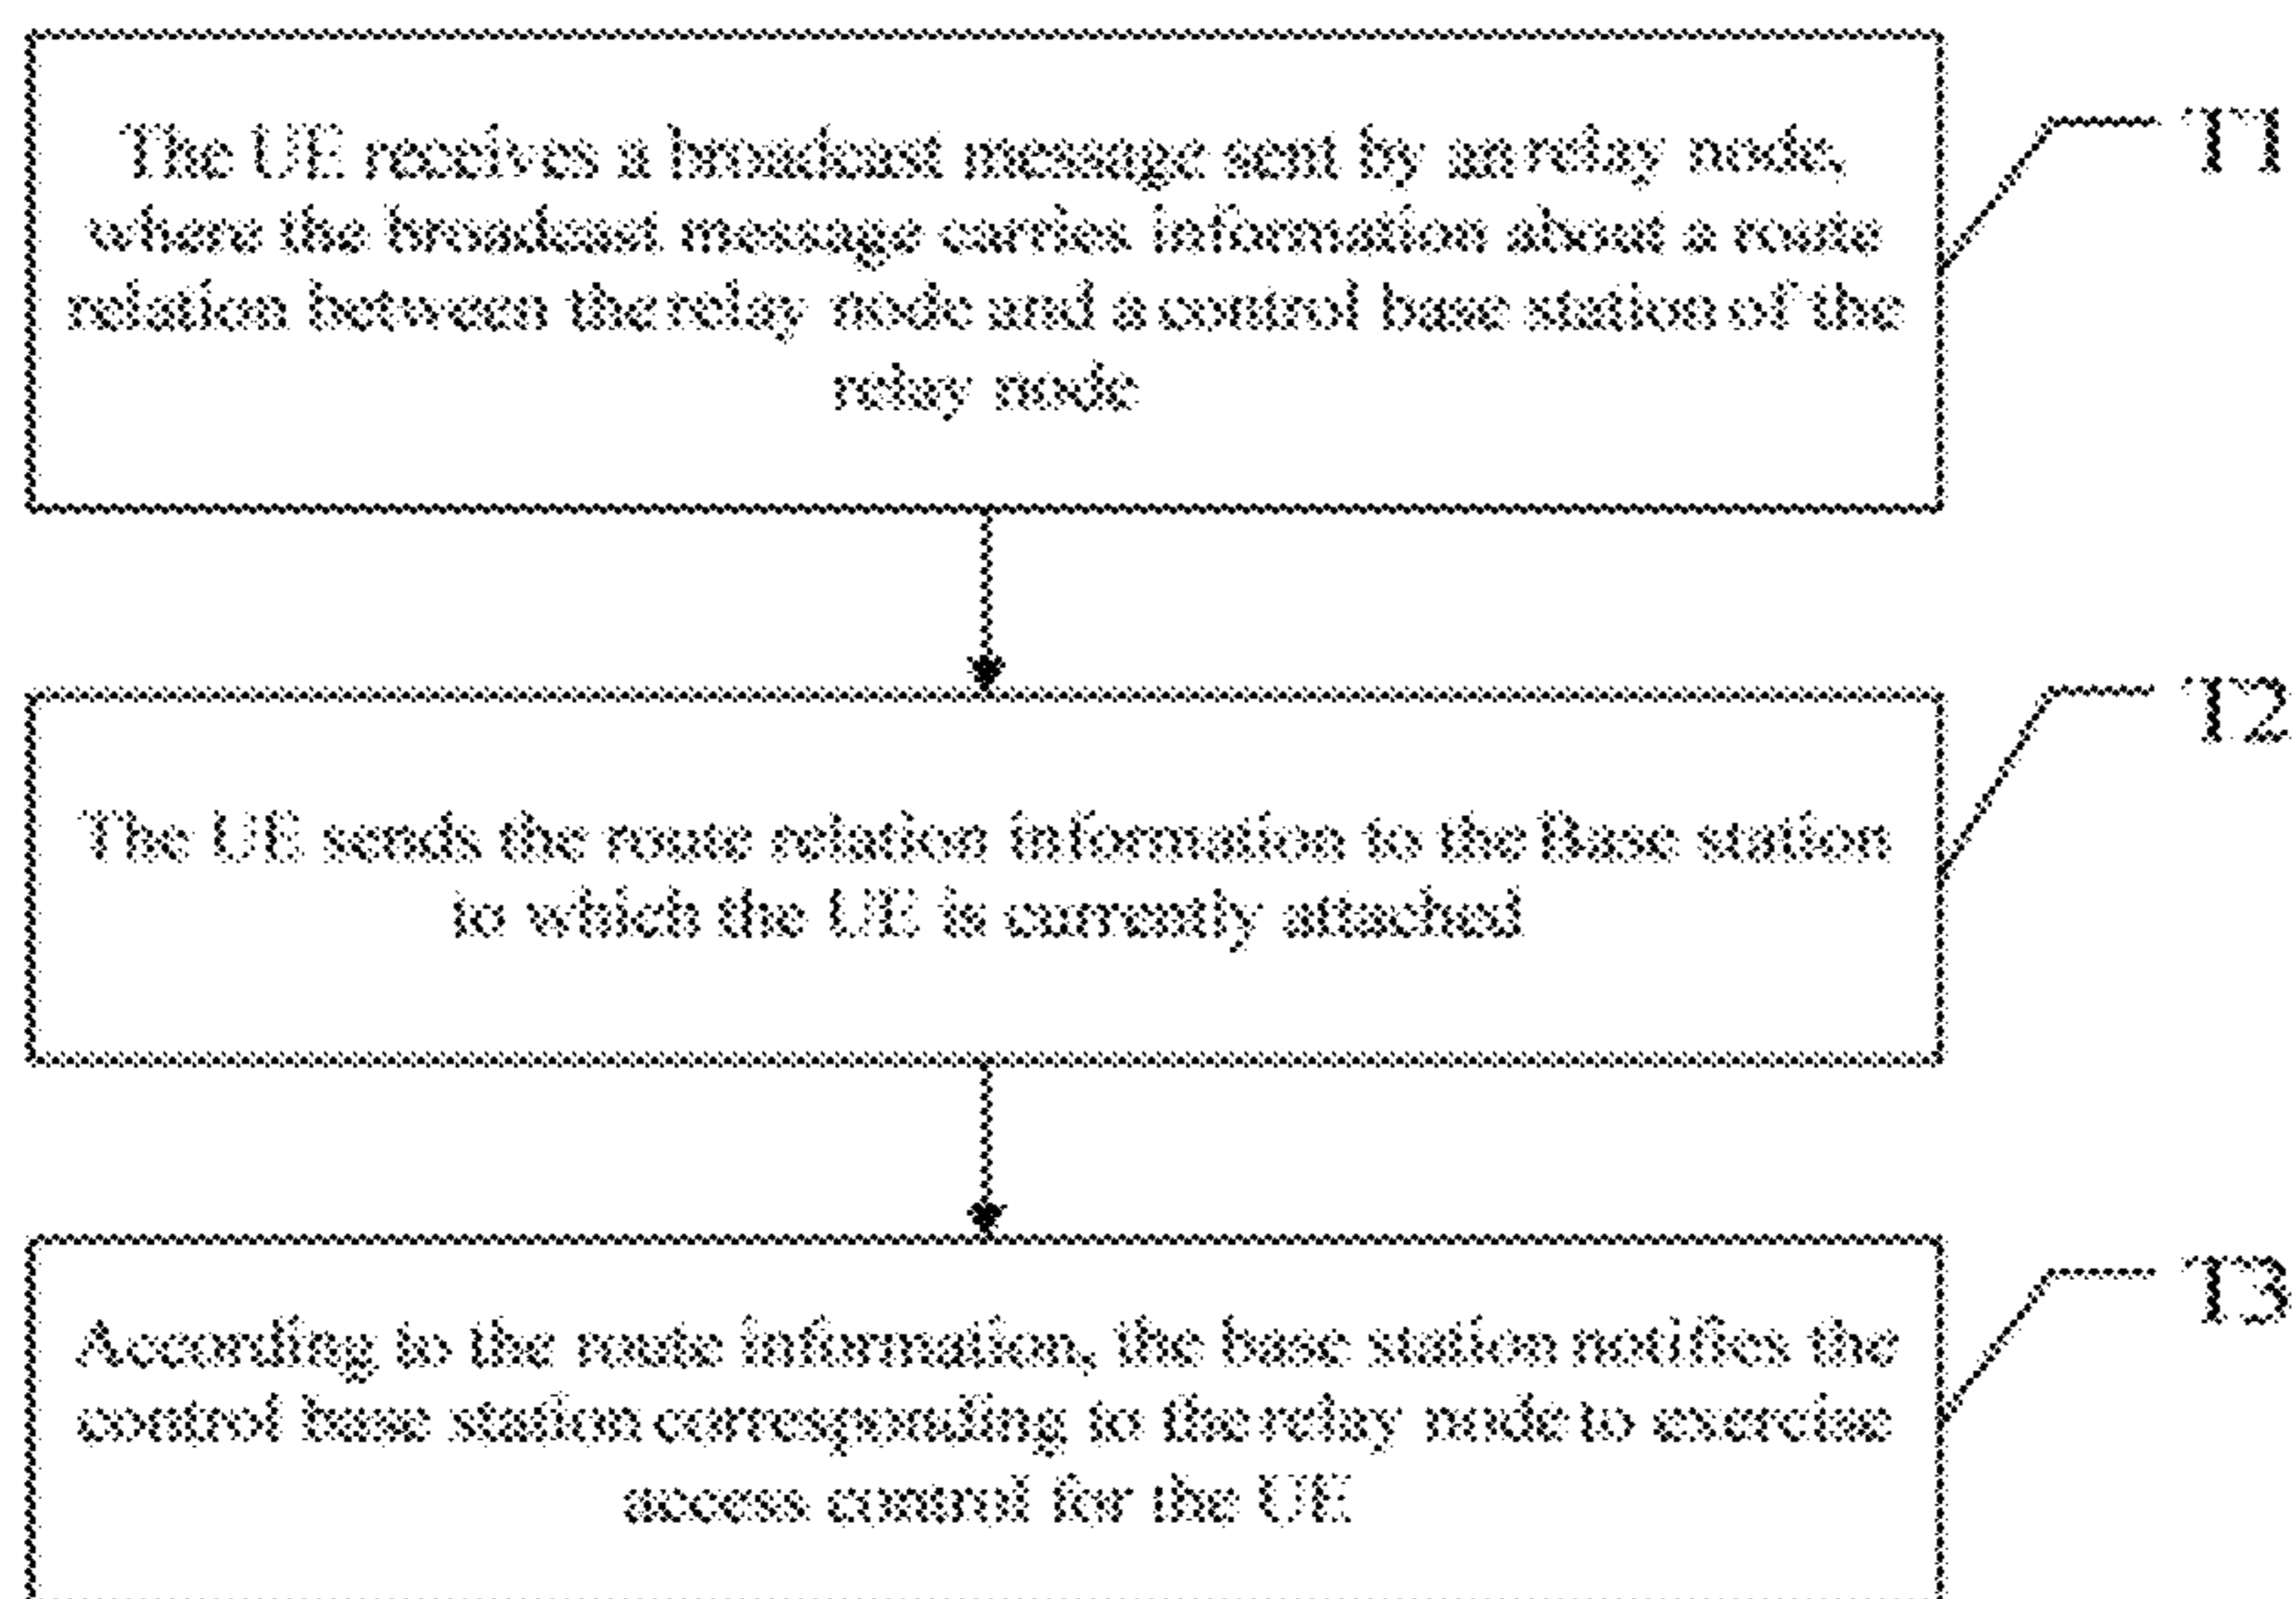 The UE receives a broadcast message sent by an relay node,
where the broadcast message carries information about a route
relation between the relay node and a control base station of the
relay node
T1
The UE sends the route relation information to the Base station
to which the UE is currently attached
T2
According to the route information, the base station notifies the
control base station corresponding to the relay node to exercise
access control for the UE
T3